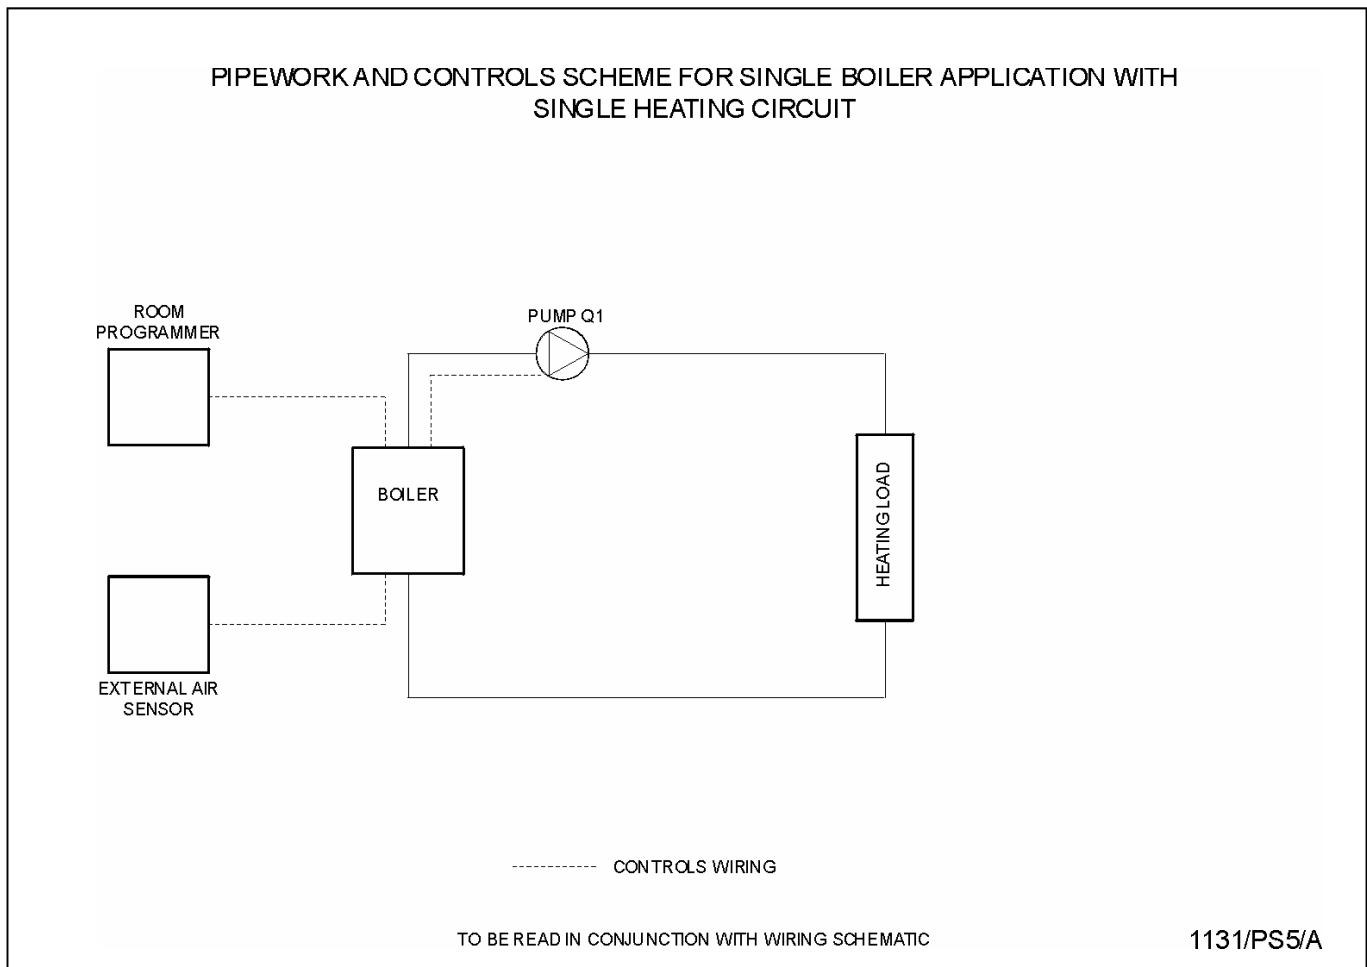 PIPEWORK AND CONTROLS SCHEME FOR SINGLE BOILER APPLICATION WITH
SINGLE HEATING CIRCUIT
ROOM
PROGRAMMER
PUMP Q1
BOILER
HEATING LOAD
EXTERNAL AIR
SENSOR
CONTROLS WIRING
TO BE READ IN CONJUNCTION WITH WIRING SCHEMATIC
1131/PS5/A